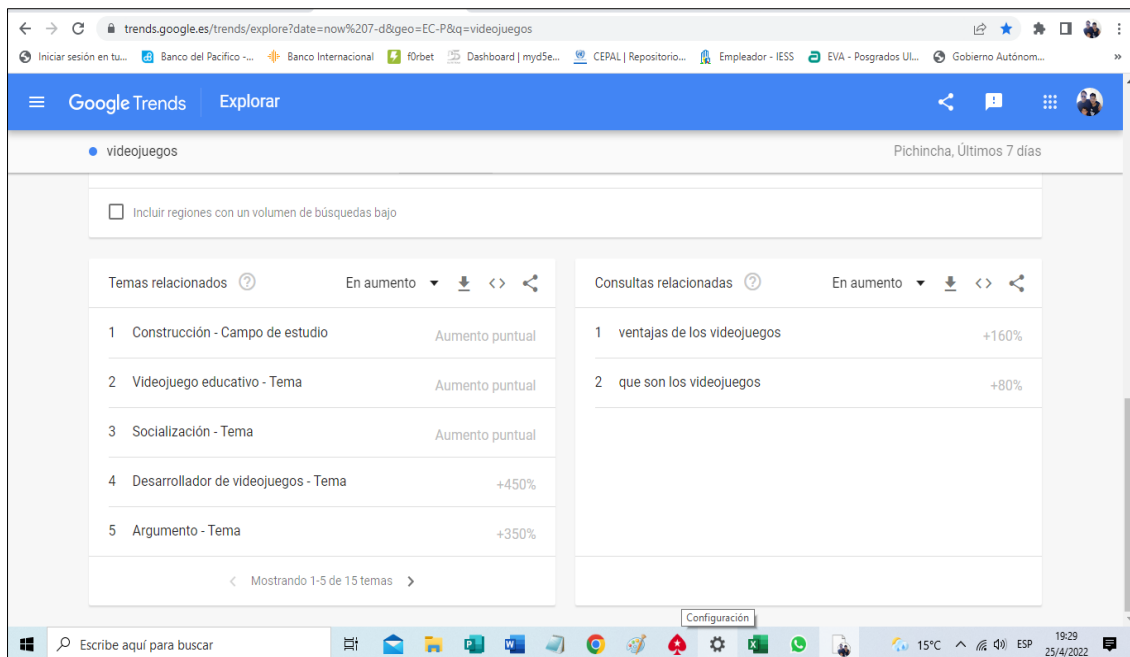 trends.google.es/trends/explore?date=now%207-d&geo=EC-P&q=videojuegos
Iniciar sesión en tu... Banco del Pacífico -... Banco Internacional f0rbet Dashboard | myd5e... CEPAL | Repositorio... Empleador - IESS EVA - Posgrados UI... Gobierno Autónom... »
Google Trends Explorar
videojuegos Pichincha, Últimos 7 días
Incluir regiones con un volumen de búsquedas bajo
Temas relacionados ? En aumento
1 Construcción - Campo de estudio Aumento puntual
2 Videojuego educativo - Tema Aumento puntual
3 Socialización - Tema Aumento puntual
4 Desarrollador de videojuegos - Tema +450%
5 Argumento - Tema +350%
Mostrando 1-5 de 15 temas
Consultas relacionadas ? En aumento
1 ventajas de los videojuegos +160%
2 que son los videojuegos +80%
Configuración
Escribe aquí para buscar 15°C ESP 19:29
25/4/2022